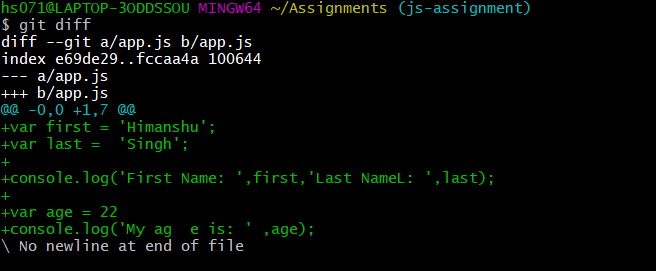 hs071@LAPTOP-3ODDSSOU MINGW64 ~/Assignments (js-assignment)
$ git diff
diff --git a/app.js b/app.js
index e69de29..fccaa4a 100644
--- a/app.js
+++ b/app.js
@@ -0,0 +1,7 @@
+var first = 'Himanshu';
+var last =  'Singh';
+
+console.log('First Name: ',first,'Last NameL: ',last);
+
+var age = 22
+console.log('My ag  e is: ' ,age);
\ No newline at end of file